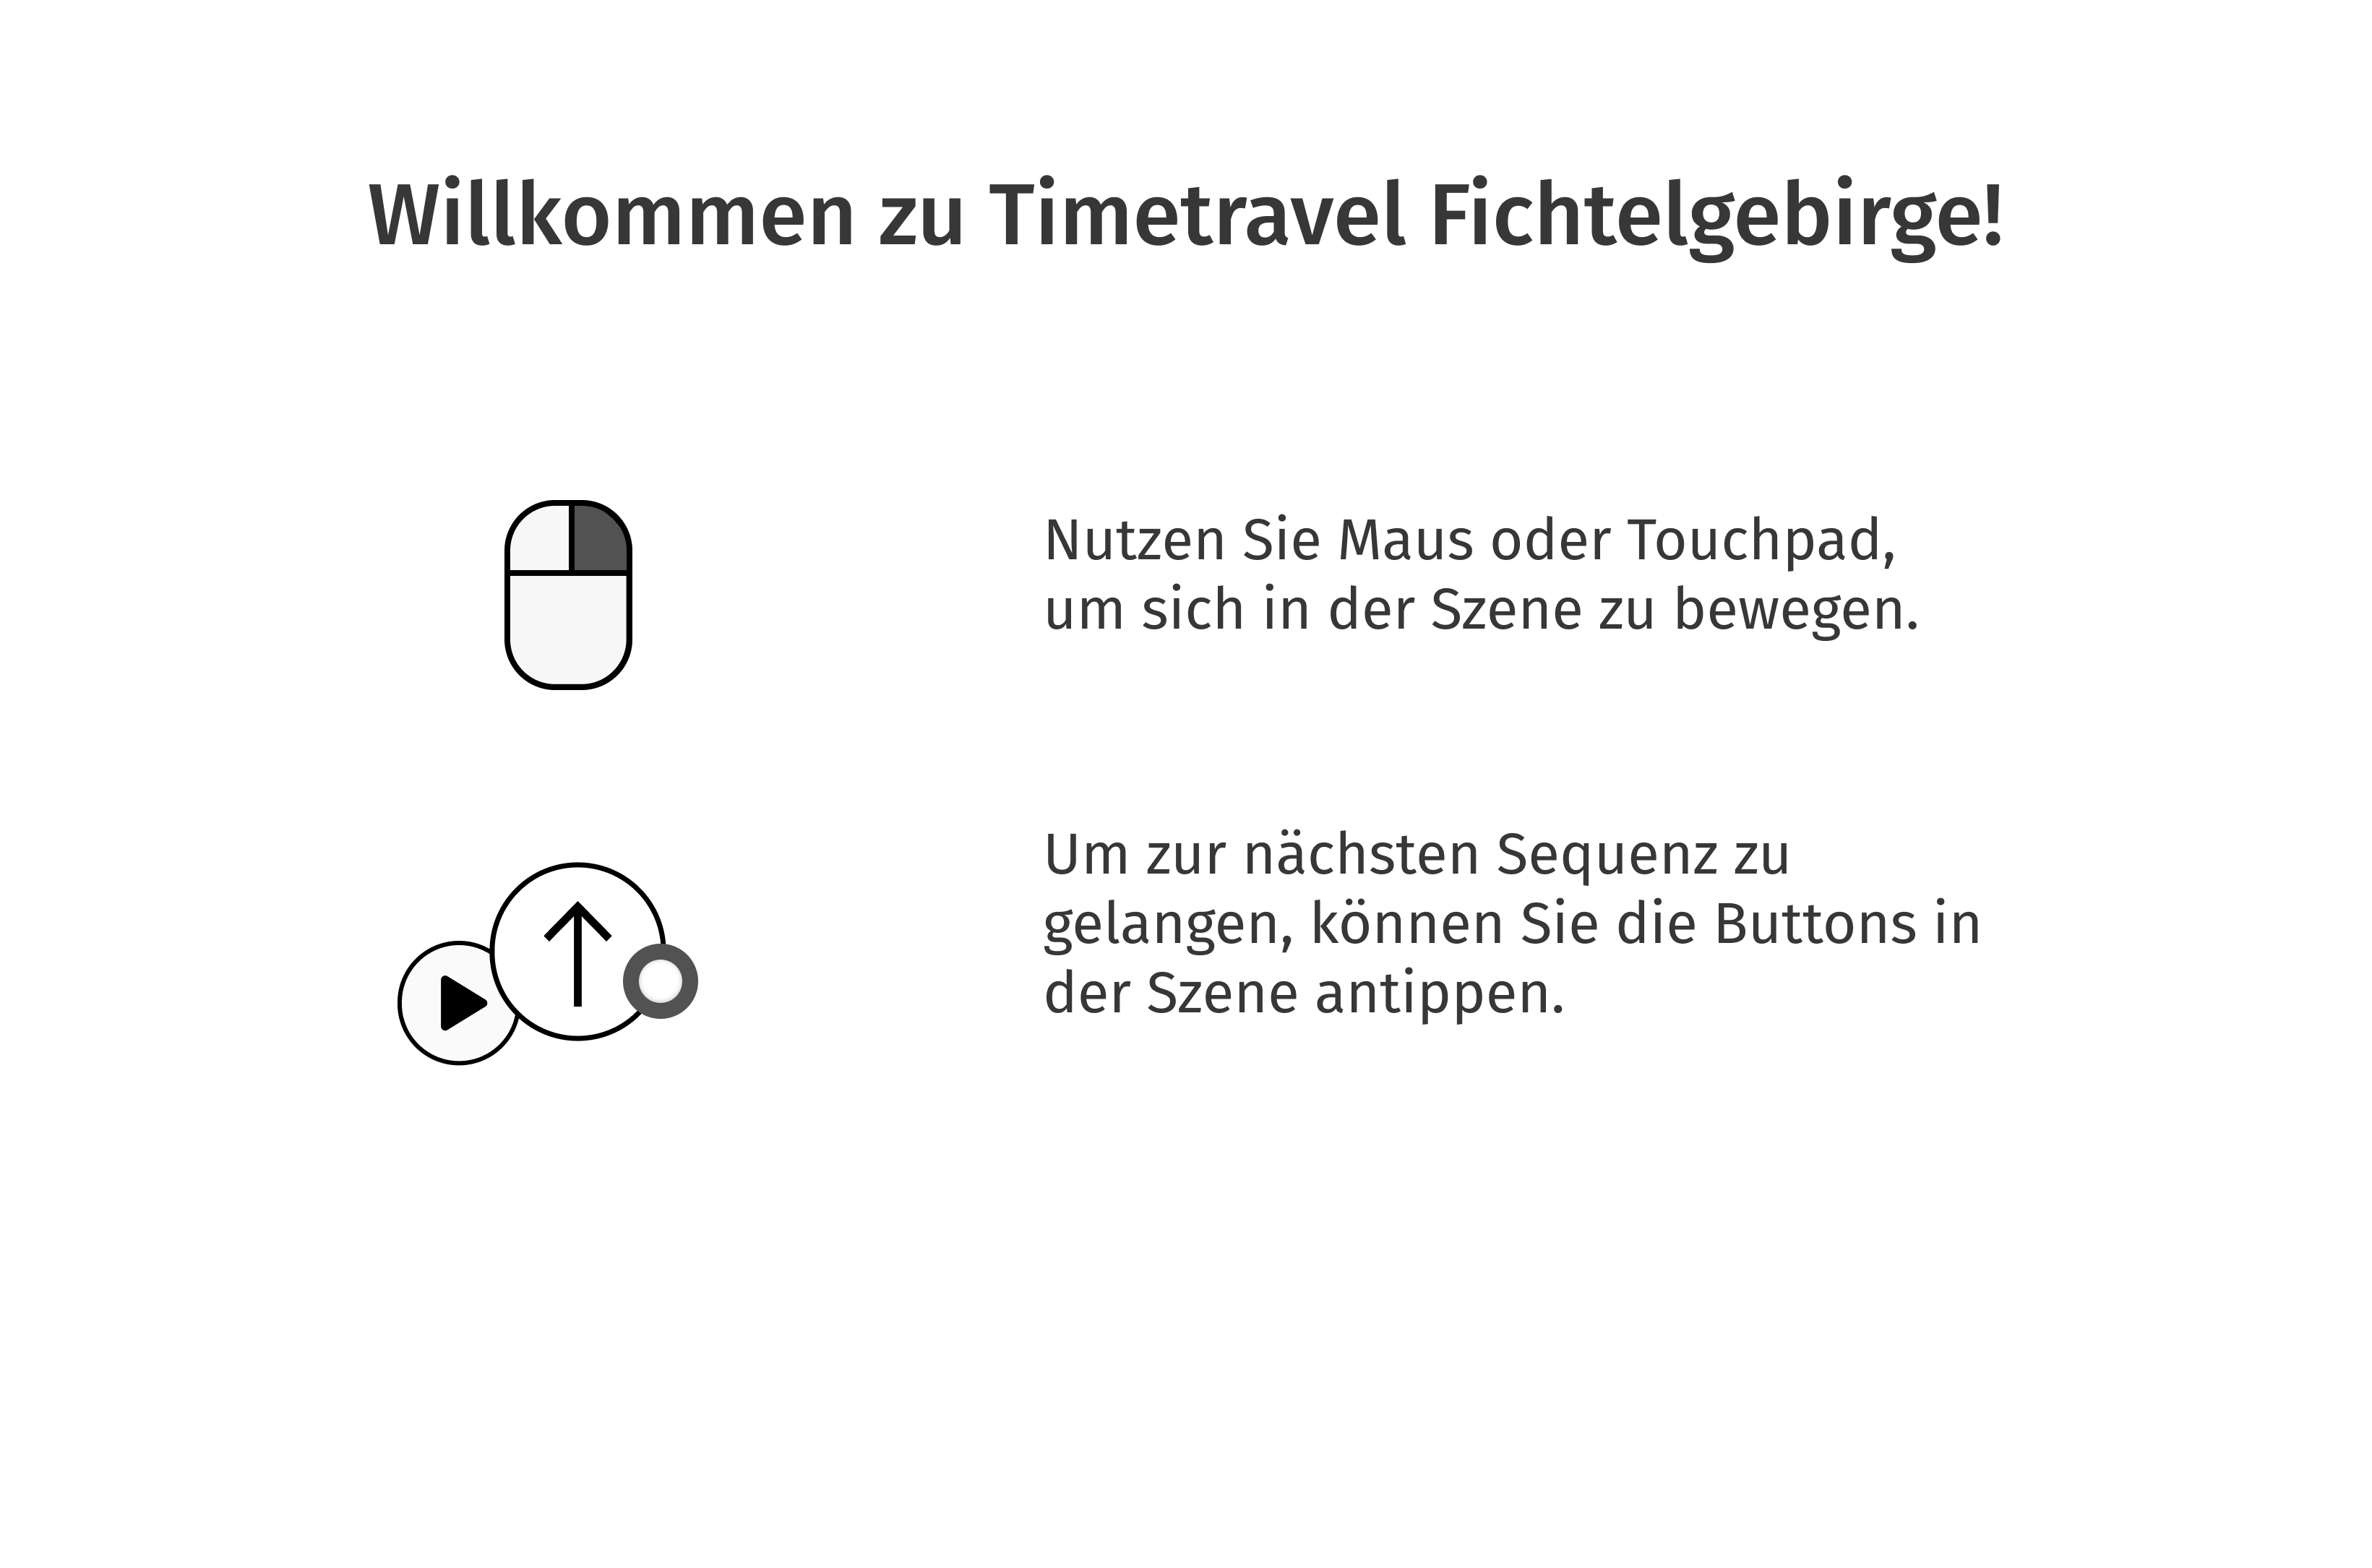 Willkommen zu Timetravel Fichtelgebirge!
Nutzen Sie Maus oder Touchpad,
um sich in der Szene zu bewegen.
Um zur nächsten Sequenz zu
gelangen, können Sie die Buttons in
der Szene antippen.